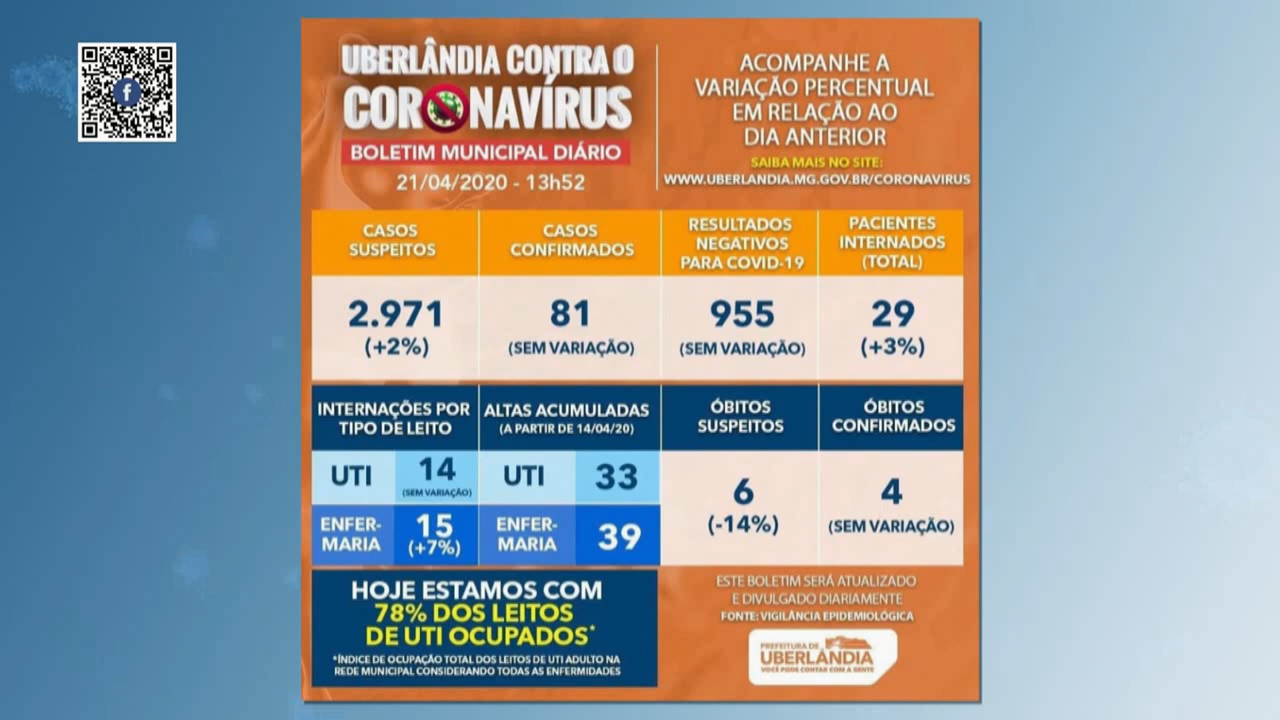 UBERLÂNDIA CONTRA O
CORONAVÍRUS
BOLETIM MUNICIPAL DIÁRIO
21/04/2020 - 13h52
ACOMPANHE A
VARIAÇÃO PERCENTUAL
EM RELAÇÃO AO
DIA ANTERIOR
SAIBA MAIS NO SITE:
WWW.UBERLANDIA.MG.GOV.BR/CORONAVIRUS
CASOS
SUSPEITOS
2.971
(+2%)
CASOS
CONFIRMADOS
81
(SEM VARIAÇÃO)
RESULTADOS
NEGATIVOS
PARA COVID-19
955
(SEM VARIAÇÃO)
PACIENTES
INTERNADOS
(TOTAL)
29
(+3%)
INTERNAÇÕES POR
TIPO DE LEITO
UTI
14
(SEM VARIAÇÃO)
ENFER-
MARIA
15
(+7%)
ALTAS ACUMULADAS
(A PARTIR DE 14/04/20)
UTI
33
ENFER-
MARIA
39
ÓBITOS
SUSPEITOS
6
(-14%)
ÓBITOS
CONFIRMADOS
4
(SEM VARIAÇÃO)
HOJE ESTAMOS COM
78% DOS LEITOS
DE UTI OCUPADOS*
*ÍNDICE DE OCUPAÇÃO TOTAL DOS LEITOS DE UTI ADULTO NA
REDE MUNICIPAL CONSIDERANDO TODAS AS ENFERMIDADES
ESTE BOLETIM SERÁ ATUALIZADO
E DIVULGADO DIARIAMENTE
FONTE: VIGILÂNCIA EPIDEMIOLÓGICA
PREFEITURA DE
UBERLÂNDIA
VOCÊ PODE CONTAR COM A GENTE